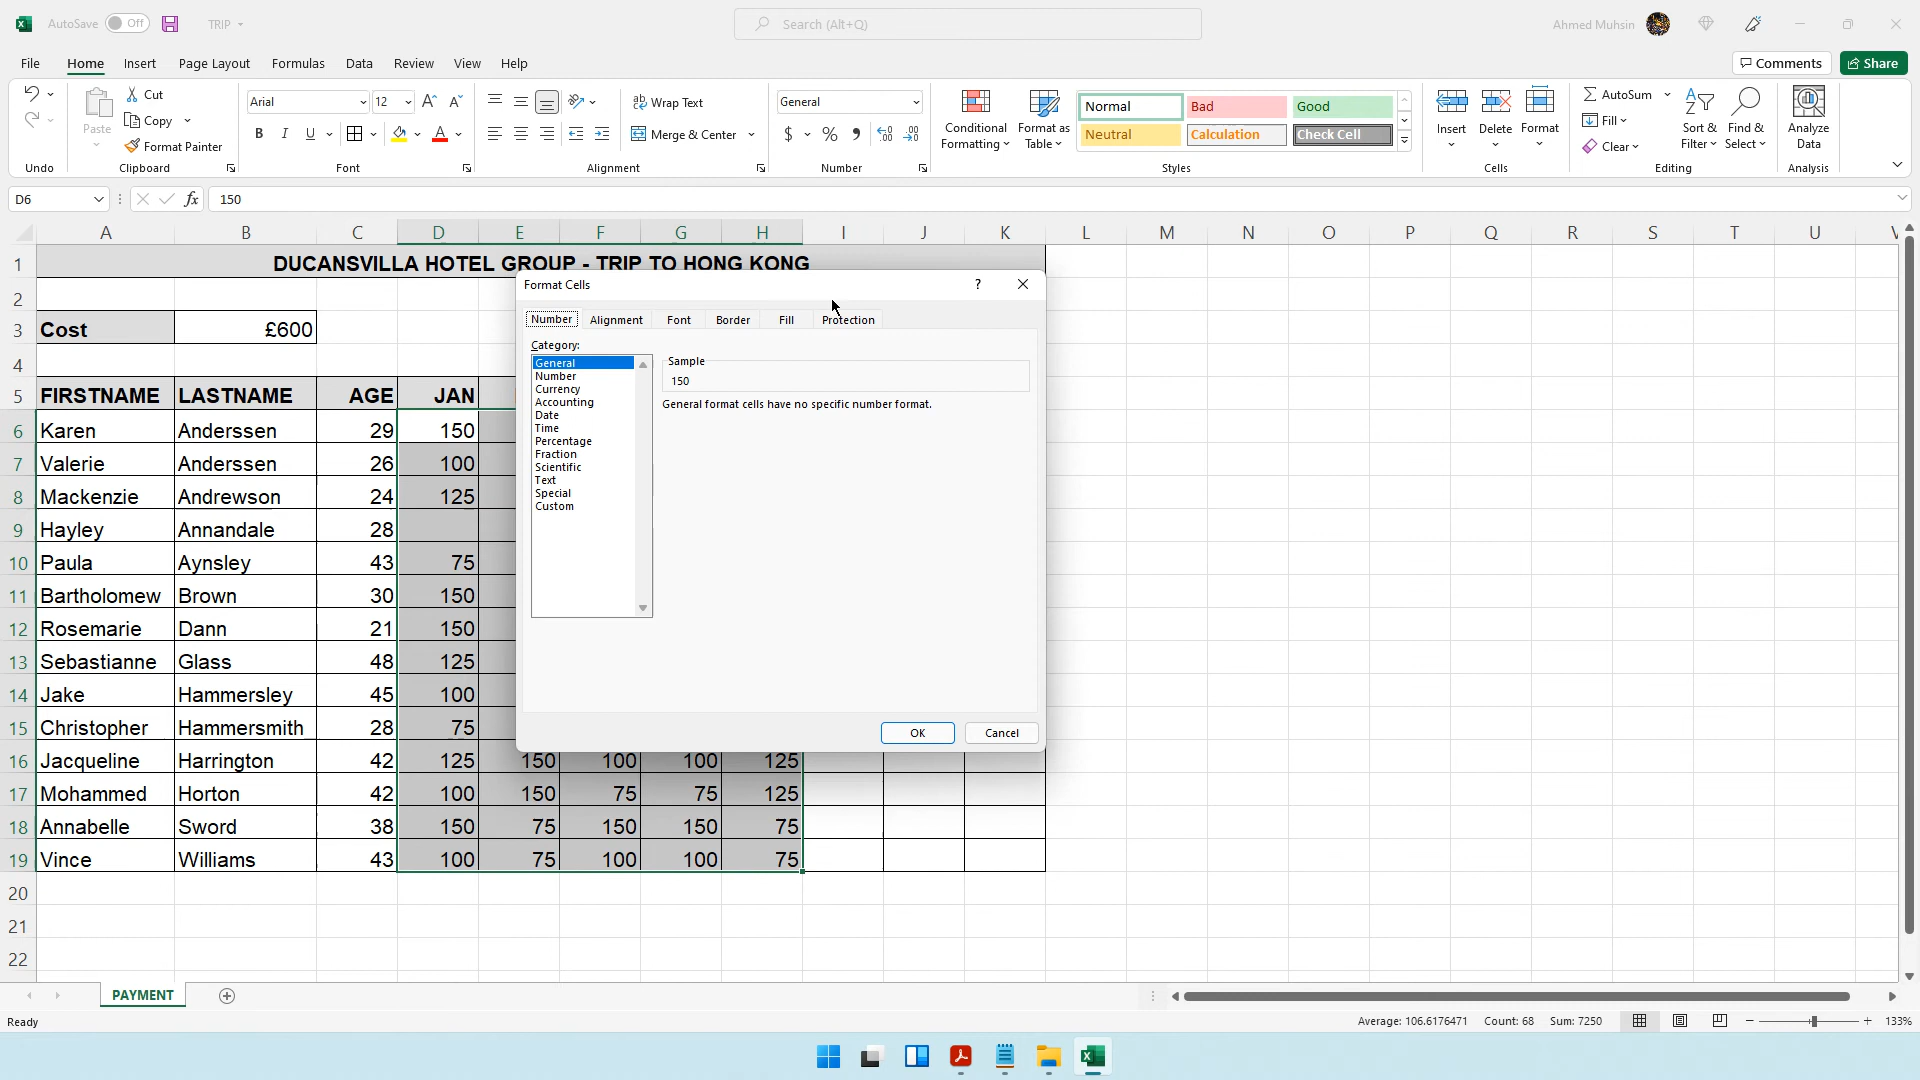 AutoSave Off TRIP Search (Alt+Q) Ahmed Muhsin
File Home Insert Page Layout Formulas Data Review View Help Comments Share
Cut Arial 12 Wrap Text General Normal Bad Good AutoSum
Paste Copy B I U Merge & Center $ % Conditional Formatting Format as Table Neutral Calculation Check Cell Insert Delete Format Fill Sort & Filter Find & Select Analyze Data
Format Painter Clear
Undo Clipboard Font Alignment Number Styles Cells Editing Analysis
D6 fx 150
A B C D E F G H I J K L M N O P Q R S T U
1 DUCANSVILLA HOTEL GROUP - TRIP TO HONG KONG
2
3 Cost £600
4
5 FIRSTNAME LASTNAME AGE JAN
6 Karen Anderssen 29 150
7 Valerie Anderssen 26 100
8 Mackenzie Andrewson 24 125
9 Hayley Annandale 28
10 Paula Aynsley 43 75
11 Bartholomew Brown 30 150
12 Rosemarie Dann 21 150
13 Sebastianne Glass 48 125
14 Jake Hammersley 45 100
15 Christopher Hammersmith 28 75
16 Jacqueline Harrington 42 125 150 100 100 125
17 Mohammed Horton 42 100 150 75 75 125
18 Annabelle Sword 38 150 75 150 150 75
19 Vince Williams 43 100 75 100 100 75
20
21
22
Format Cells ?
Number Alignment Font Border Fill Protection
Category:
General
Number
Currency
Accounting
Date
Time
Percentage
Fraction
Scientific
Text
Special
Custom
Sample
150
General format cells have no specific number format.
OK Cancel
PAYMENT
Ready Average: 106.6176471 Count: 68 Sum: 7250 133%